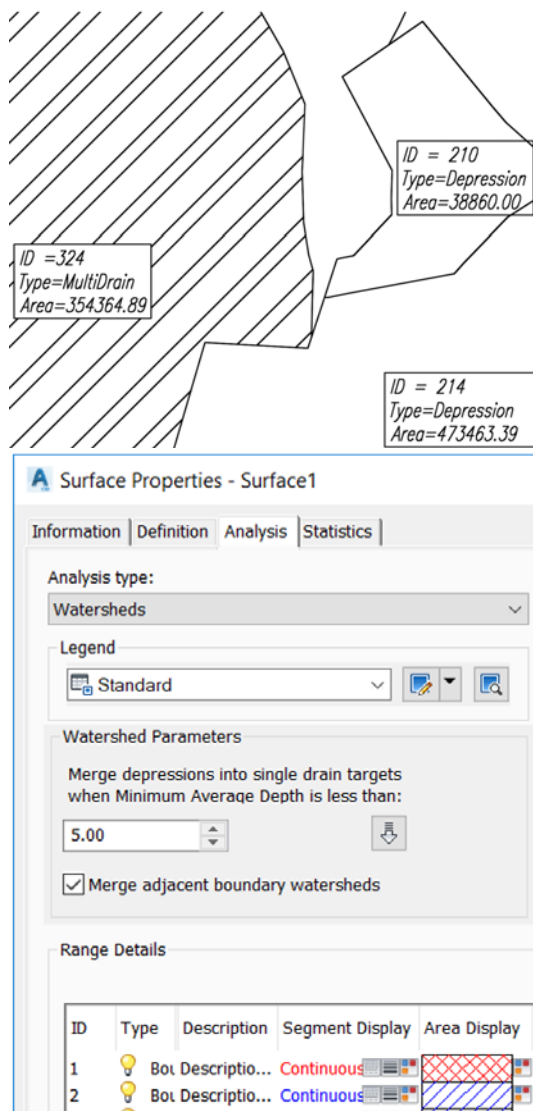 ID = 210
Type=Depression
Area=38860.00
ID =324
Type=MultiDrain
Area=354364.89
ID = 214
Type=Depression
Area=473463.39
Surface Properties - Surface1
Information Definition Analysis Statistics
Analysis type:
Watersheds
Legend
Standard
Watershed Parameters
Merge depressions into single drain targets
when Minimum Average Depth is less than:
5.00
Merge adjacent boundary watersheds
Range Details
ID Type Description Segment Display Area Display
1 Bou Descriptio... Continuous
2 Bou Descriptio... Continuous